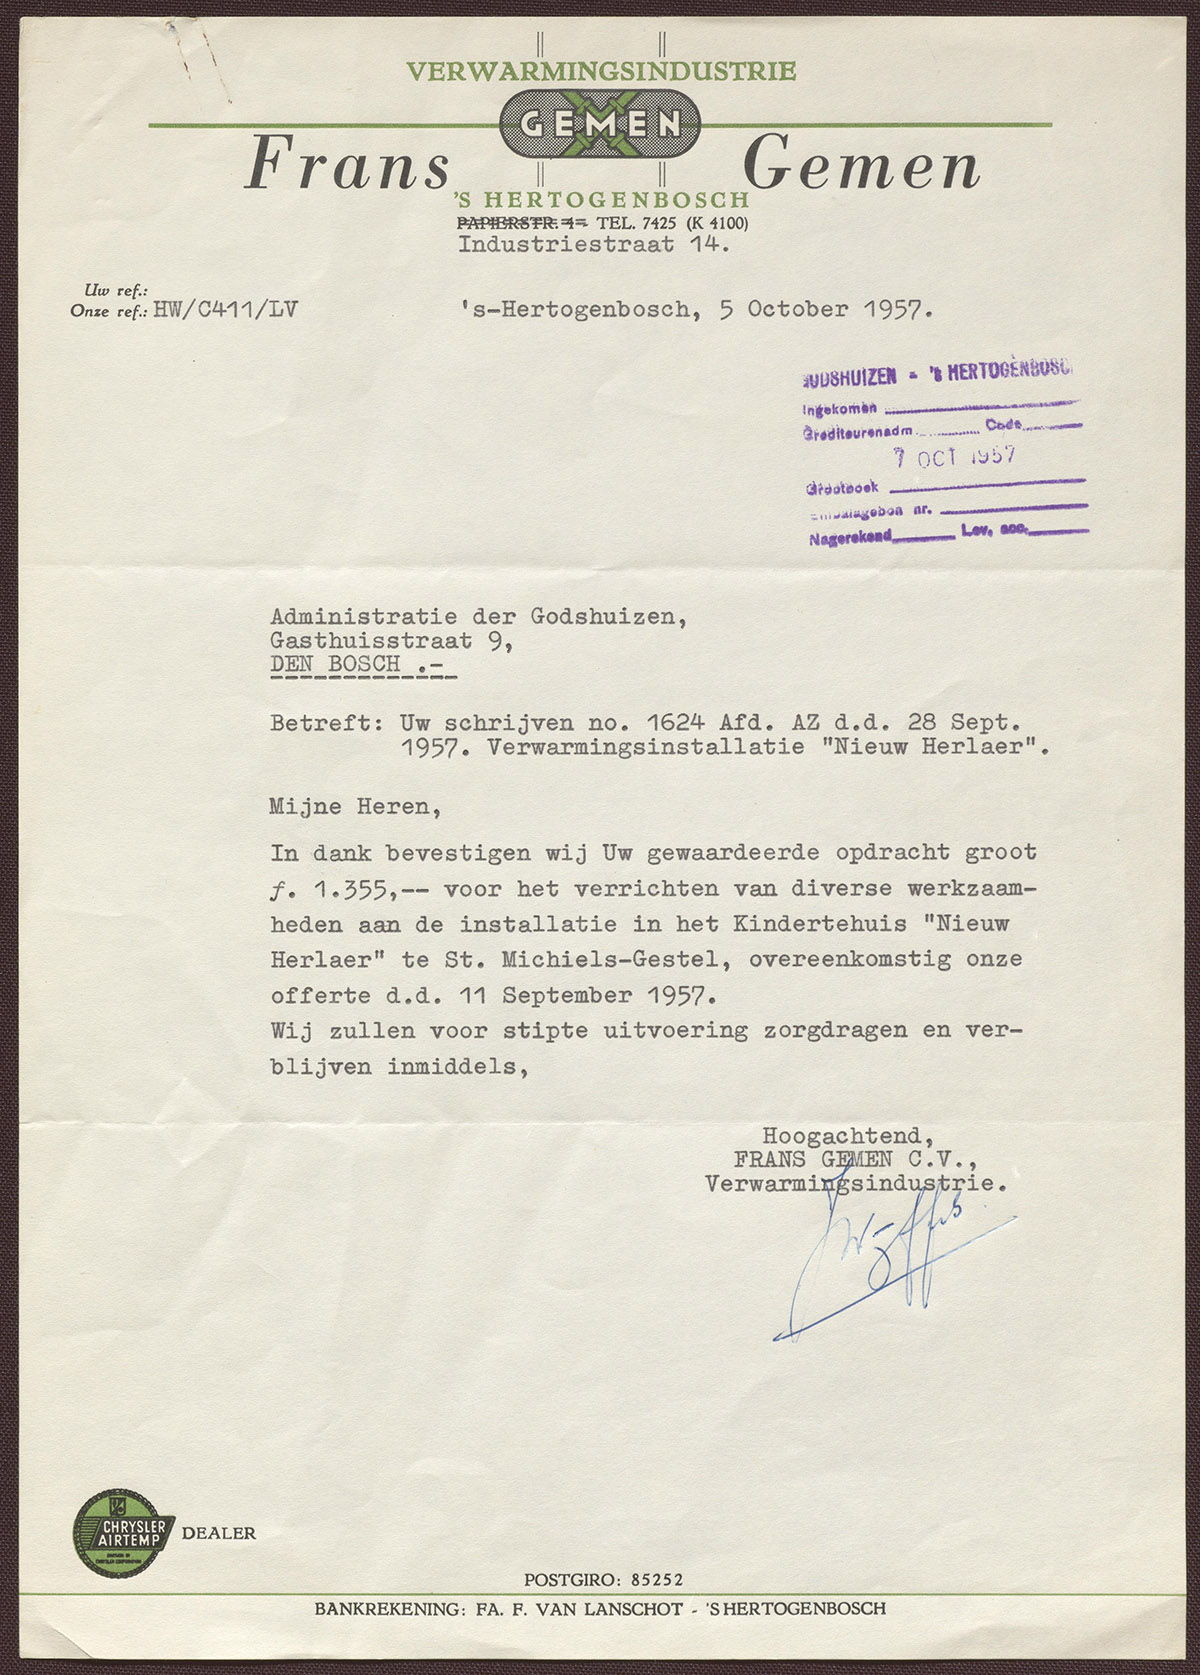 VERWARMINGSINDUSTRIE
GEMEN
Frans Gemen
'S HERTOGENBOSCH
PAPIERSTR. 4 - TEL. 7425 (K 4100)
Industriestraat 14.
Uw ref.:
Onze ref.: HW/C411/LV
's-Hertogenbosch, 5 October 1957.
GODSHUIZEN - 's HERTOGENBOSCH
Ingekomen
Crediteurenadm. Code
7 OCT 1957
Grootboek
Emballagebon nr.
Nagerekend Lev. acc.
Administratie der Godshuizen,
Gasthuisstraat 9,
DEN BOSCH .-
Betreft: Uw schrijven no. 1624 Afd. AZ d.d. 28 Sept.
1957. Verwarmingsinstallatie "Nieuw Herlaer".
Mijne Heren,
In dank bevestigen wij Uw gewaardeerde opdracht groot
f. 1.355,-- voor het verrichten van diverse werkzaam-
heden aan de installatie in het Kindertehuis "Nieuw
Herlaer" te St. Michiels-Gestel, overeenkomstig onze
offerte d.d. 11 September 1957.
Wij zullen voor stipte uitvoering zorgdragen en ver-
blijven inmiddels,
Hoogachtend,
FRANS GEMEN C.V.,
Verwarmingsindustrie.
CHRYSLER
AIRTEMP
DIVISION OF
CHRYSLER CORPORATION
DEALER
POSTGIRO: 85252
BANKREKENING: FA. F. VAN LANSCHOT - 'S HERTOGENBOSCH